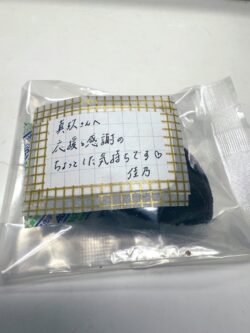 真玖さんへ
応援と感謝の
ちょっとした気持ちです♡
佳乃